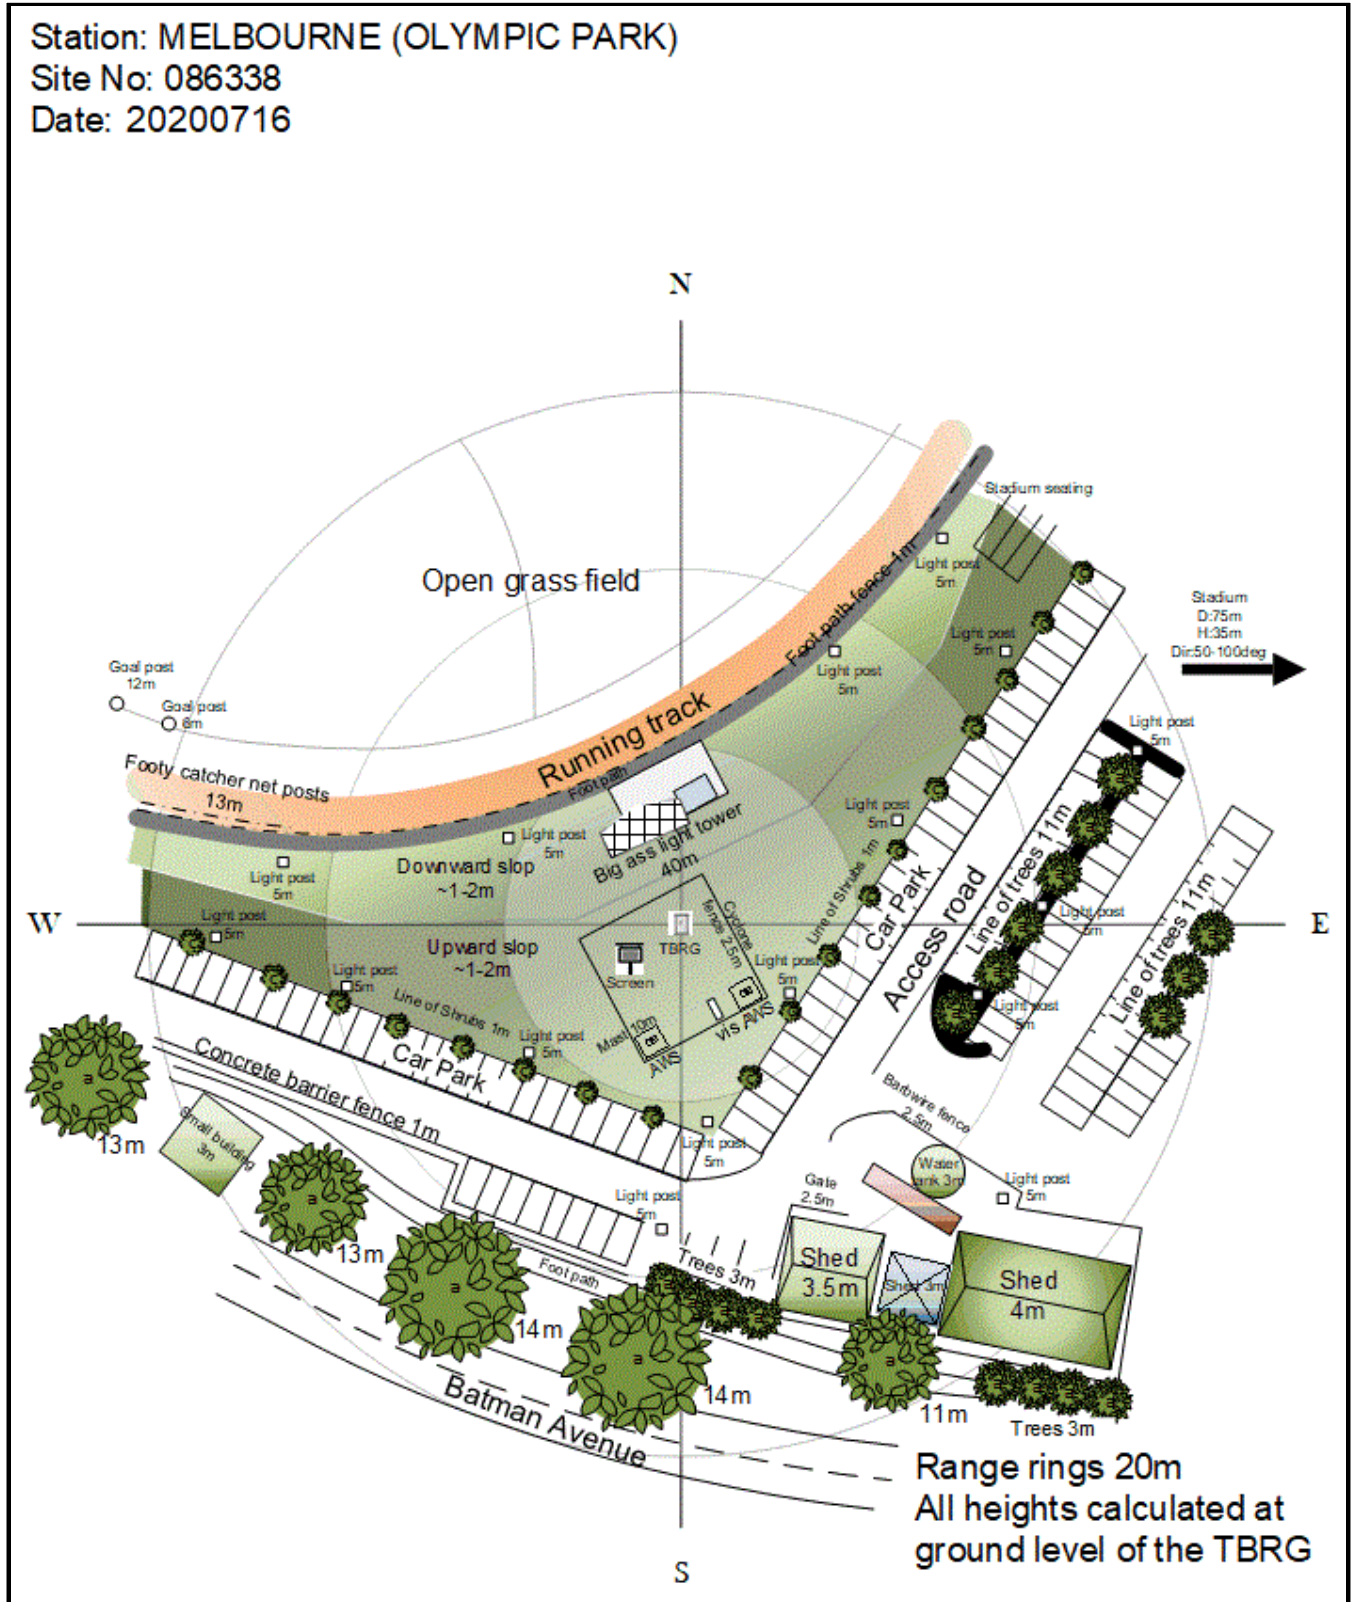 Station: MELBOURNE (OLYMPIC PARK)
Site No: 086338
Date: 20200716
N
Stadium seating
Open grass field
Foot path fence 1m
Light post
5m
Stadium
D:75m
H:35m
Dir:50-100deg
Light post
5m
Light post
5m
Goal post
12m
Goal post
8m
Running track
Light post
5m
Footy catcher net posts
13m
Foot path
Light post
5m
Light post
5m
Big ass light tower
40m
Downward slop
~1-2m
Light post
5m
Line of Shrubs 1m
Car Park
Line of trees 11m
Line of trees 11m
Light post
5m
W
E
Light post
5m
Cyclone
fence 2.5m
TBRG
Upward slop
~1-2m
Screen
Light post
5m
Light post
5m
Access road
Light post
5m
Line of Shrubs 1m
Mast 10m
AWS
vis AWS
Light post
5m
Car Park
Concrete barrier fence 1m
a
13m
Small building
3m
Barbwire fence
2.5m
Light post
5m
Water
tank 3m
Gate
2.5m
Light post
5m
Light post
5m
a
13m
Foot path
Trees 3m
Shed
3.5m
Shed 3m
Shed
4m
a
14m
a
14m
a
11m
Trees 3m
Batman Avenue
Range rings 20m
All heights calculated at
ground level of the TBRG
S